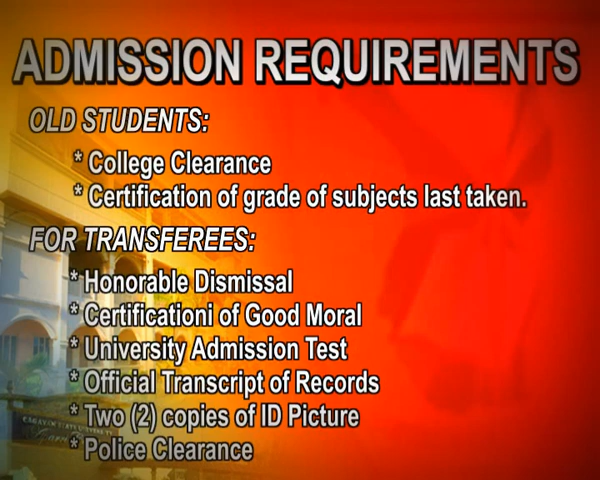 ADMISSION REQUIREMENTS
OLD STUDENTS:
* College Clearance
* Certification of grade of subjects last taken.
FOR TRANSFEREES:
* Honorable Dismissal
* Certificationi of Good Moral
* University Admission Test
* Official Transcript of Records
* Two (2) copies of ID Picture
* Police Clearance